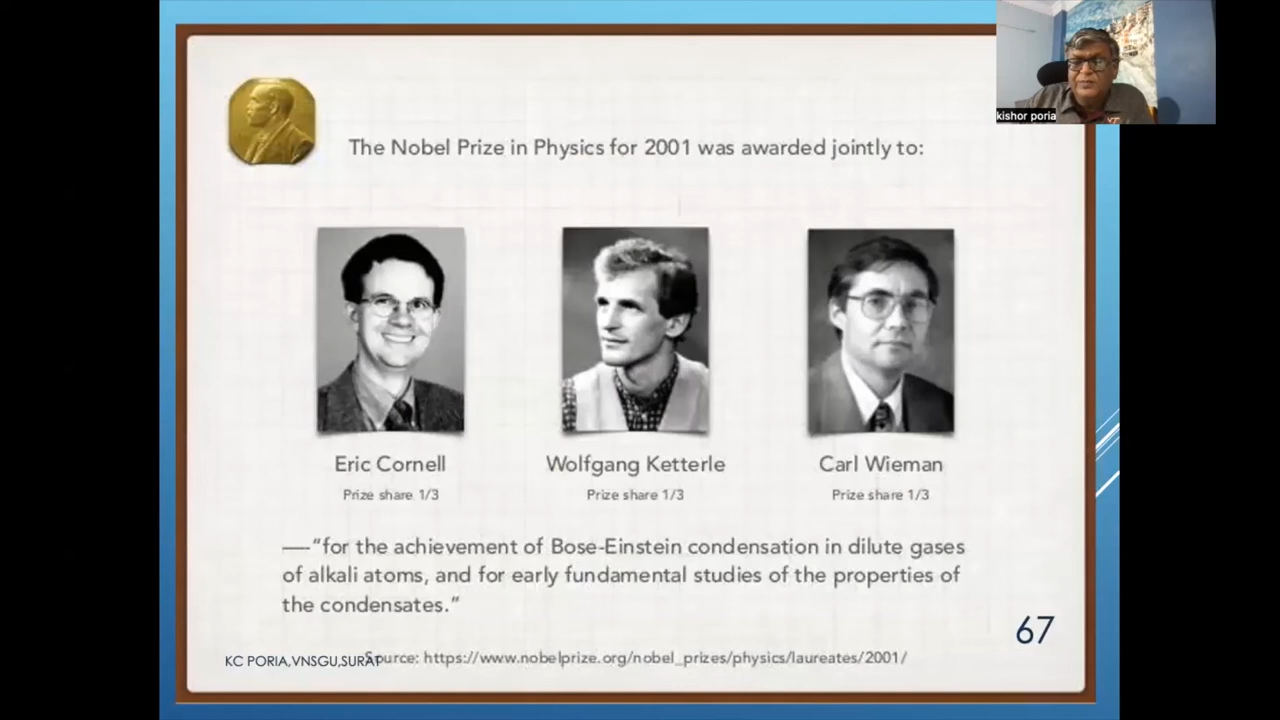 kishor poria
The Nobel Prize in Physics for 2001 was awarded jointly to:
Eric Cornell
Prize share 1/3
Wolfgang Ketterle
Prize share 1/3
Carl Wieman
Prize share 1/3
—-“for the achievement of Bose-Einstein condensation in dilute gases
of alkali atoms, and for early fundamental studies of the properties of
the condensates.”
67
KC PORIA,VNSGU,SURAT
Source: https://www.nobelprize.org/nobel_prizes/physics/laureates/2001/